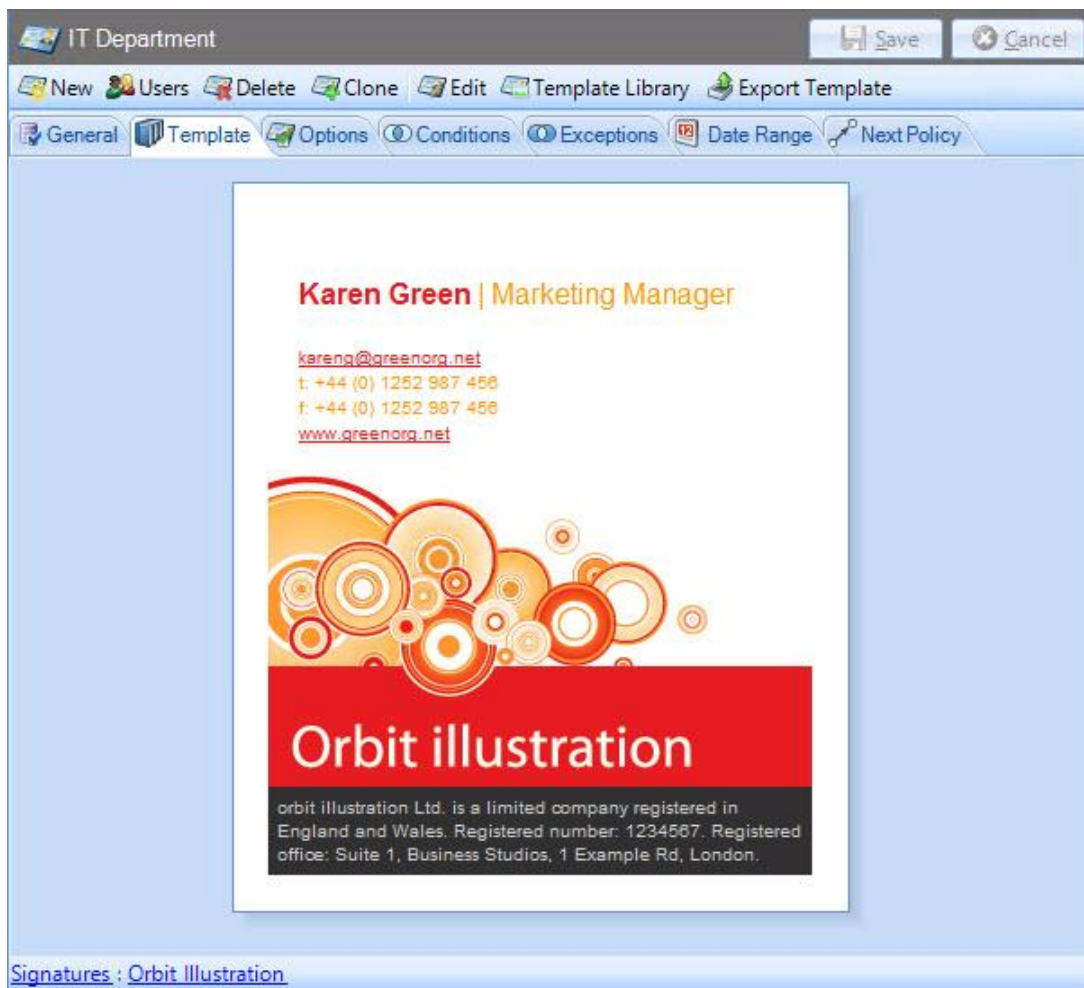 IT Department
Save Cancel
New Users Delete Clone Edit Template Library Export Template
General Template Options Conditions Exceptions 12 Date Range Next Policy
Karen Green | Marketing Manager
kareng@greenorg.net
t: +44 (0) 1252 987 456
f: +44 (0) 1252 987 456
www.greenorg.net
Orbit illustration
orbit illustration Ltd. is a limited company registered in
England and Wales. Registered number: 1234567. Registered
office: Suite 1, Business Studios, 1 Example Rd, London.
Signatures : Orbit Illustration